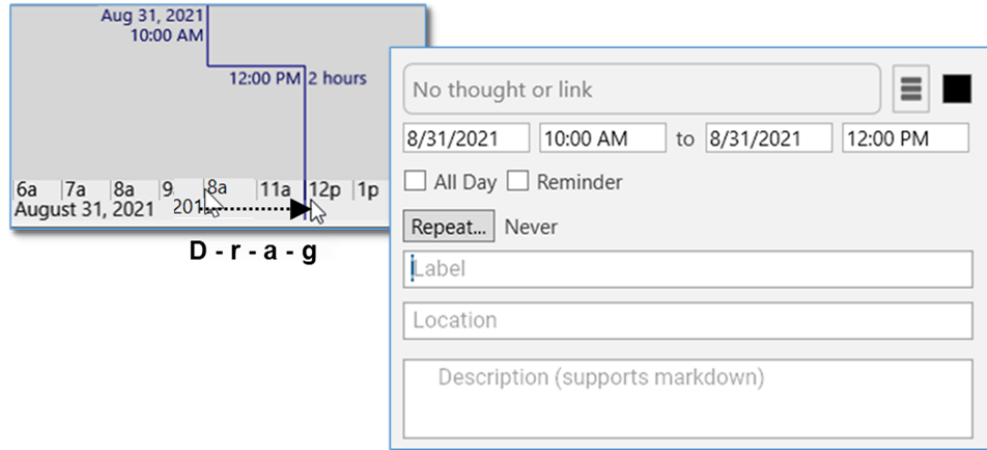 Aug 31, 2021
10:00 AM
12:00 PM 2 hours
6a 7a 8a 9 8a 11a 12p 1p
August 31, 2021 201
D - r - a - g
No thought or link
8/31/2021 10:00 AM to 8/31/2021 12:00 PM
All Day Reminder
Repeat... Never
Label
Location
Description (supports markdown)